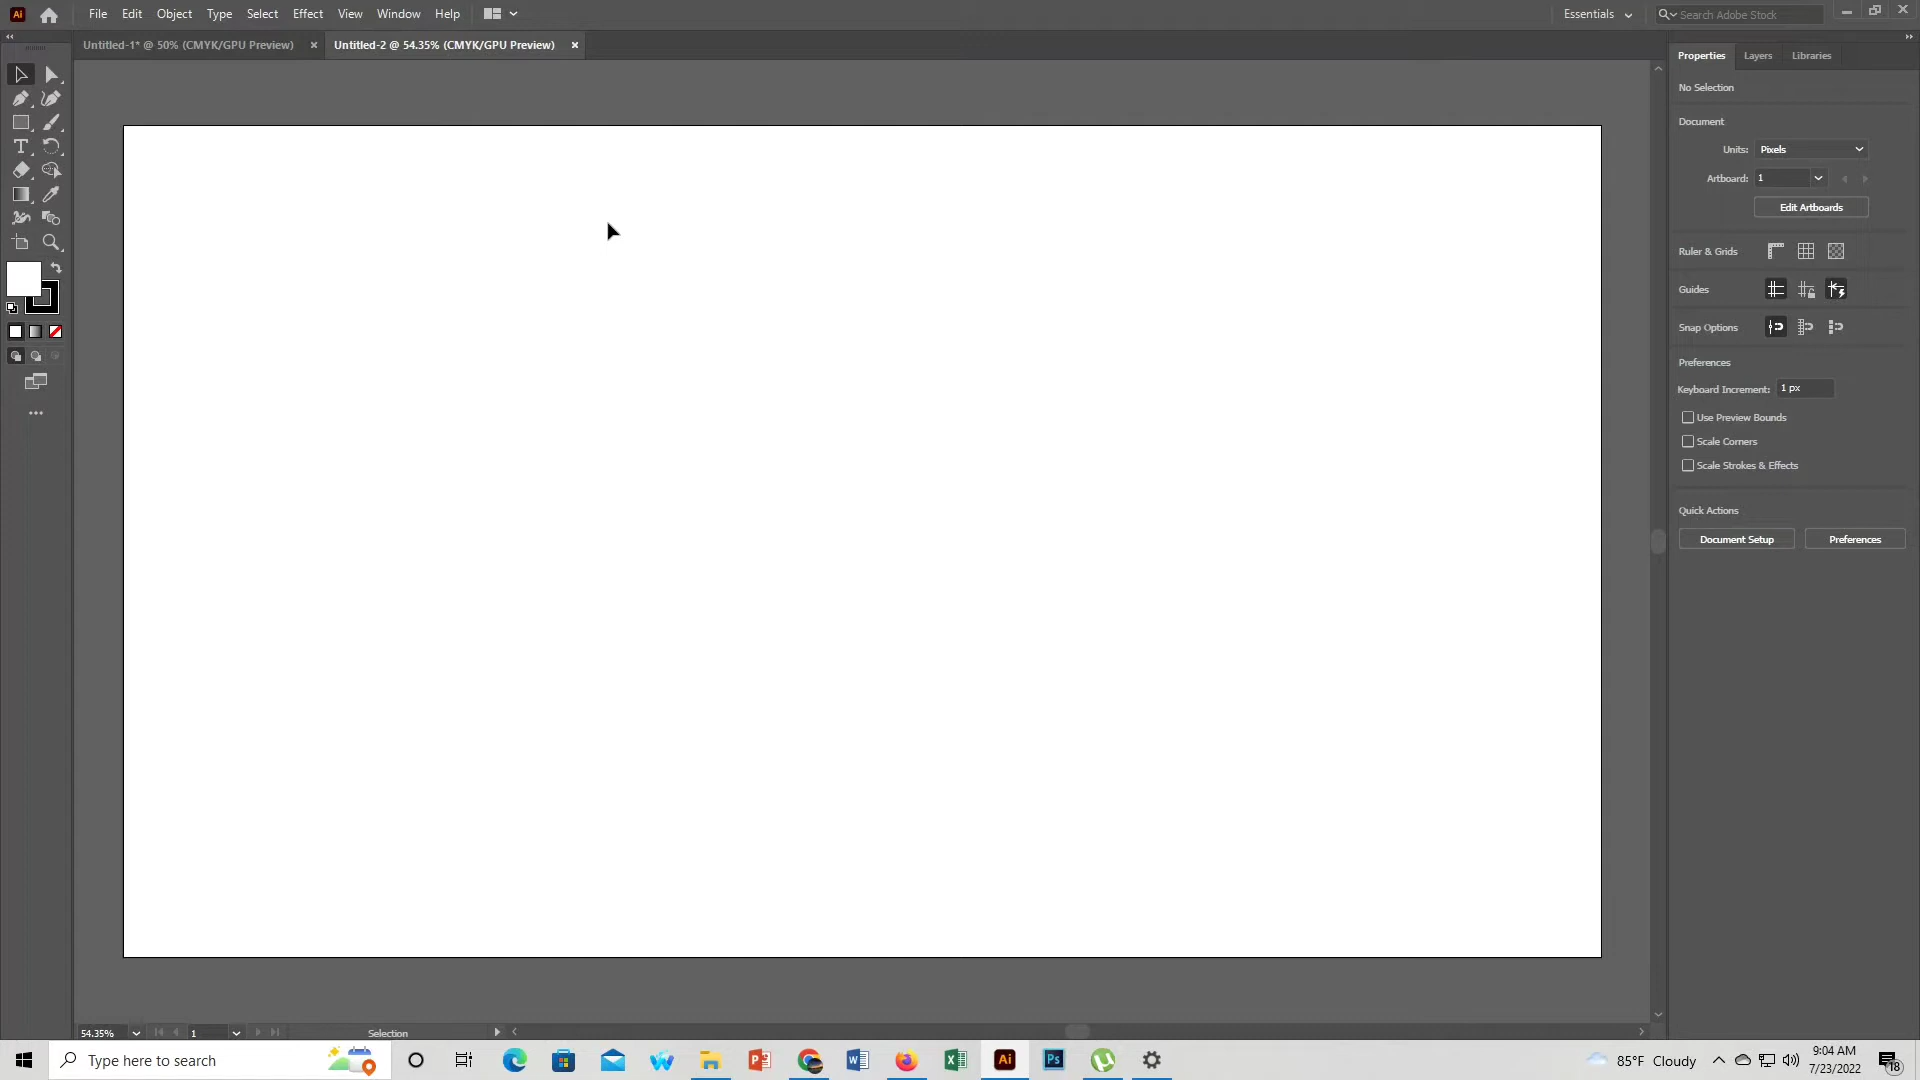 Ai File Edit Object Type Select Effect View Window Help Essentials Search Adobe Stock
Untitled-1* @ 50% (CMYK/GPU Preview) × Untitled-2 @ 54.35% (CMYK/GPU Preview) ×
Properties Layers Libraries
No Selection
Document
Units: Pixels
Artboard: 1
Edit Artboards
Ruler & Grids
Guides
Snap Options
Preferences
Keyboard Increment: 1 px
Use Preview Bounds
Scale Corners
Scale Strokes & Effects
Quick Actions
Document Setup Preferences
54.35% 1 Selection
Type here to search
Ai Ps
85°F Cloudy
9:04 AM
7/23/2022
18